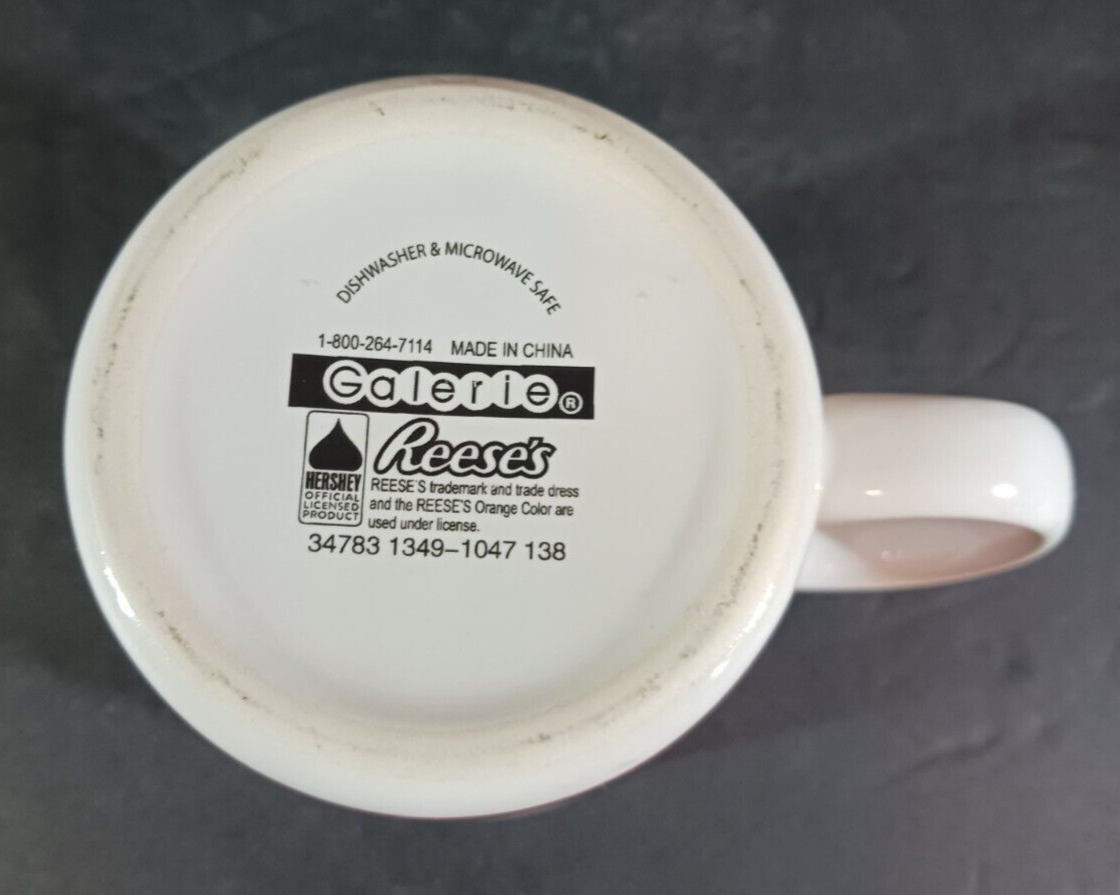 DISHWASHER & MICROWAVE SAFE
1-800-264-7114 MADE IN CHINA
Galerie®
Reese's
HERSHEY
OFFICIAL
LICENSED
PRODUCT
REESE'S trademark and trade dress
and the REESE'S Orange Color are
used under license.
34783 1349-1047 138